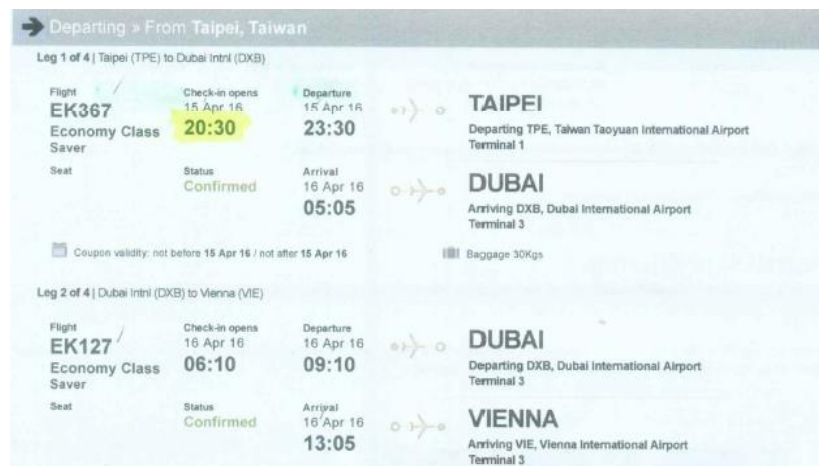 Departing » From Taipei, Taiwan
Leg 1 of 4 | Taipei (TPE) to Dubai Intnl (DXB)
Flight Check-in opens Departure
EK367 15 Apr 16 15 Apr 16 TAIPEI
Economy Class 20:30 23:30 Departing TPE, Taiwan Taoyuan International Airport
Saver Terminal 1
Seat Status Arrival
Confirmed 16 Apr 16 DUBAI
05:05 Arriving DXB, Dubai International Airport
Terminal 3
Coupon validity: not before 15 Apr 16 / not after 15 Apr 16 Baggage 30Kgs
Leg 2 of 4 | Dubai Intnl (DXB) to Vienna (VIE)
Flight Check-in opens Departure
EK127 16 Apr 16 16 Apr 16 DUBAI
Economy Class 06:10 09:10 Departing DXB, Dubai International Airport
Saver Terminal 3
Seat Status Arrival
Confirmed 16 Apr 16 VIENNA
13:05 Arriving VIE, Vienna International Airport
Terminal 3